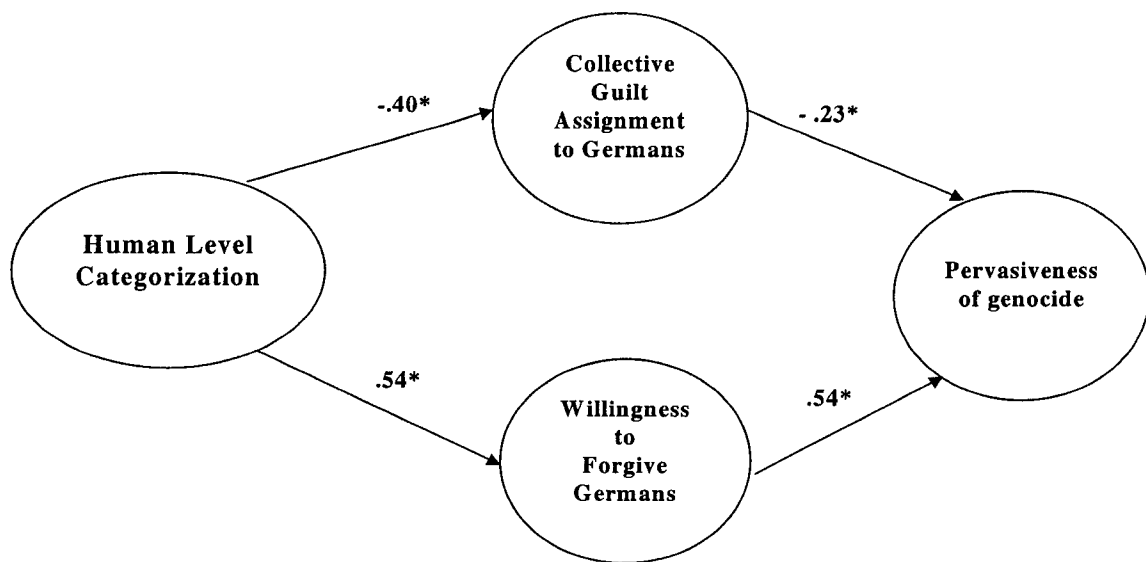 Collective
Guilt
Assignment
to Germans
-.40*
- .23*
Human Level
Categorization
Pervasiveness
of genocide
.54*
.54*
Willingness
to
Forgive
Germans